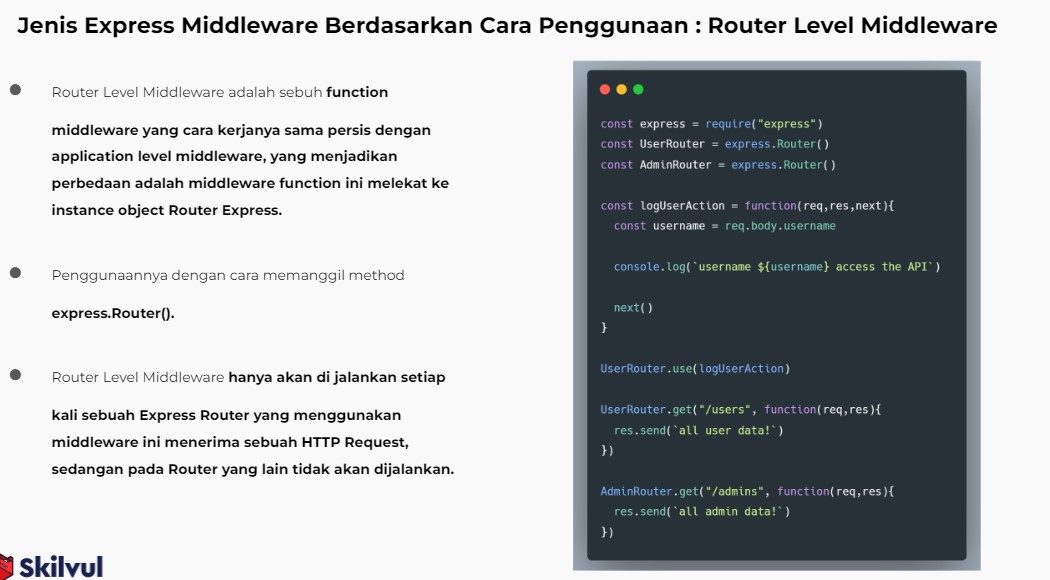 Jenis Express Middleware Berdasarkan Cara Penggunaan : Router Level Middleware
Router Level Middleware adalah sebuh function
middleware yang cara kerjanya sama persis dengan
application level middleware, yang menjadikan
perbedaan adalah middleware function ini melekat ke
instance object Router Express.
Penggunaannya dengan cara memanggil method
express.Router().
Router Level Middleware hanya akan di jalankan setiap
kali sebuah Express Router yang menggunakan
middleware ini menerima sebuah HTTP Request,
sedangan pada Router yang lain tidak akan dijalankan.
const express = require("express")
const UserRouter = express.Router()
const AdminRouter = express.Router()
const logUserAction = function(req,res,next){
  const username = req.body.username
  console.log(`username ${username} access the API`)
  next()
}
UserRouter.use(logUserAction)
UserRouter.get("/users", function(req,res){
  res.send(`all user data!`)
})
AdminRouter.get("/admins", function(req,res){
  res.send(`all admin data!`)
})
Skilvul